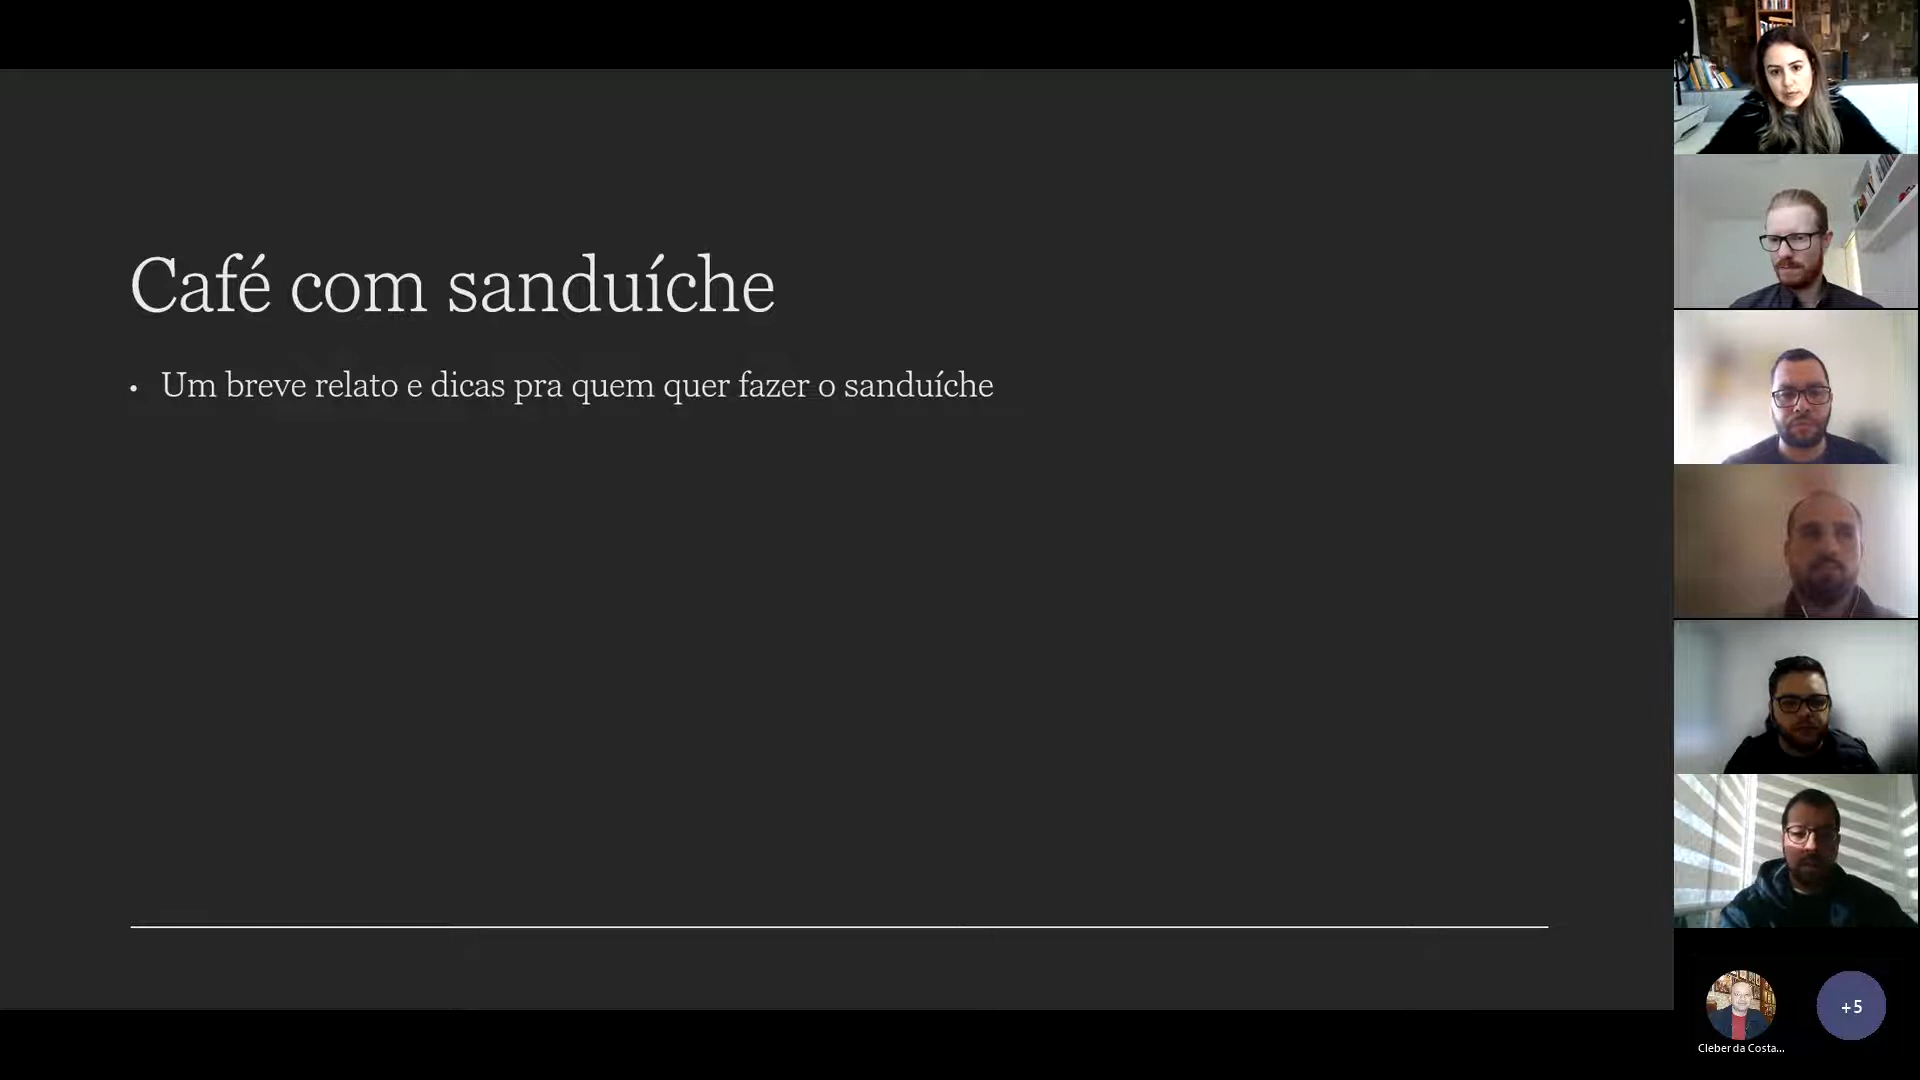 Café com sanduíche
• Um breve relato e dicas pra quem quer fazer o sanduíche
+5
Cleber da Costa...